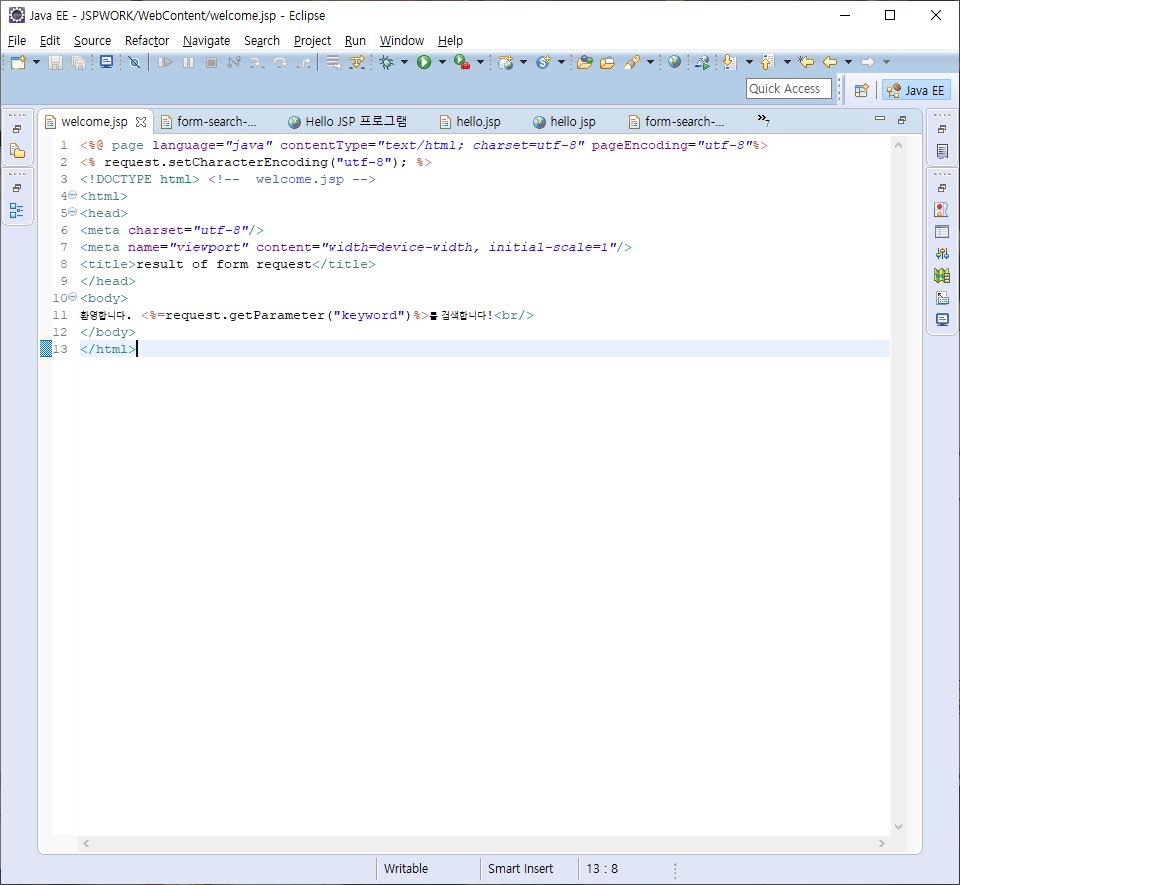 Java EE - JSPWORK/WebContent/welcome.jsp - Eclipse
File Edit Source Refactor Navigate Search Project Run Window Help
Quick Access Java EE
welcome.jsp form-search-... Hello JSP 프로그램 hello.jsp hello jsp form-search-... »7
1 <%@ page language="java" contentType="text/html; charset=utf-8" pageEncoding="utf-8"%>
2 <% request.setCharacterEncoding("utf-8"); %>
3 <!DOCTYPE html> <!--  welcome.jsp -->
4 <html>
5 <head>
6 <meta charset="utf-8"/>
7 <meta name="viewport" content="width=device-width, initial-scale=1"/>
8 <title>result of form request</title>
9 </head>
10 <body>
11 환영합니다. <%=request.getParameter("keyword")%>를 검색합니다!<br/>
12 </body>
13 </html>
Writable Smart Insert 13 : 8